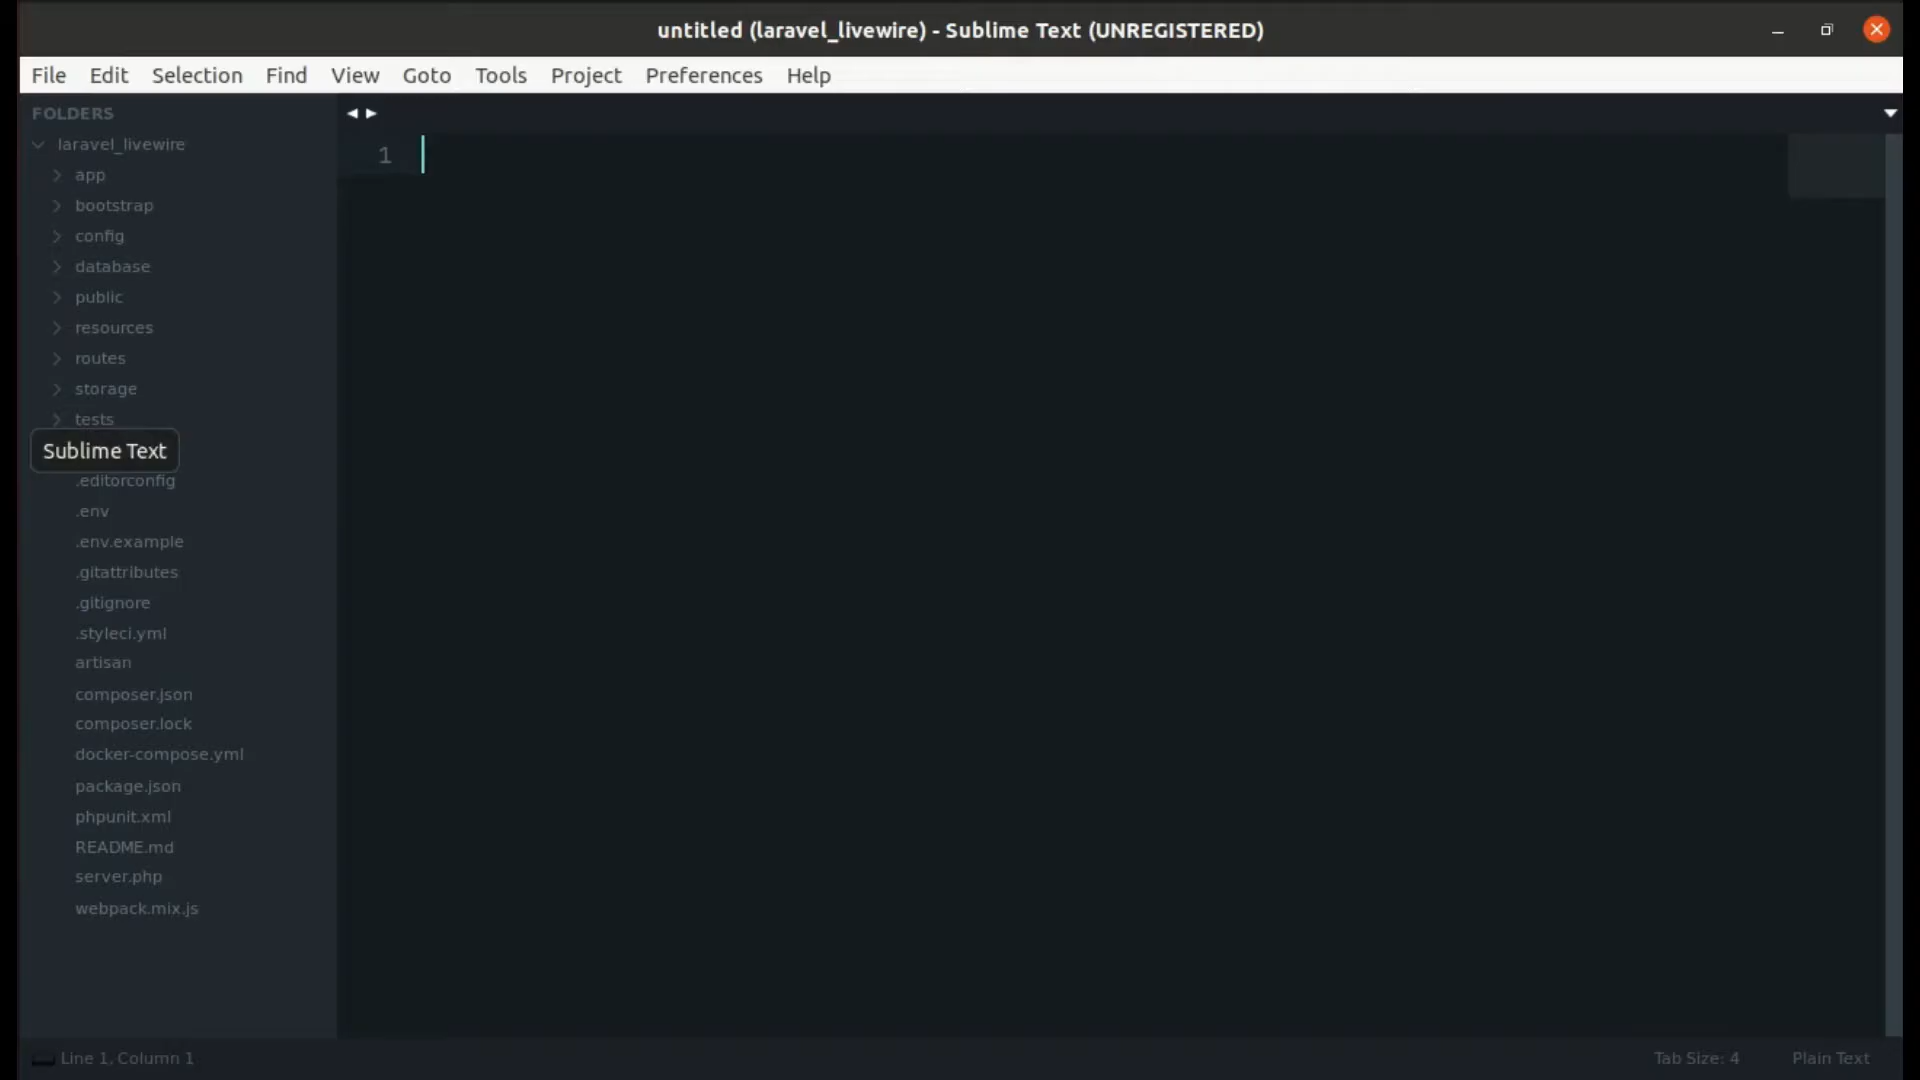 untitled (laravel_livewire) - Sublime Text (UNREGISTERED)
File Edit Selection Find View Goto Tools Project Preferences Help
FOLDERS
laravel_livewire
app
bootstrap
config
database
public
resources
routes
storage
tests
Sublime Text
.editorconfig
.env
.env.example
.gitattributes
.gitignore
.styleci.yml
artisan
composer.json
composer.lock
docker-compose.yml
package.json
phpunit.xml
README.md
server.php
webpack.mix.js
1
Line 1, Column 1
Tab Size: 4
Plain Text